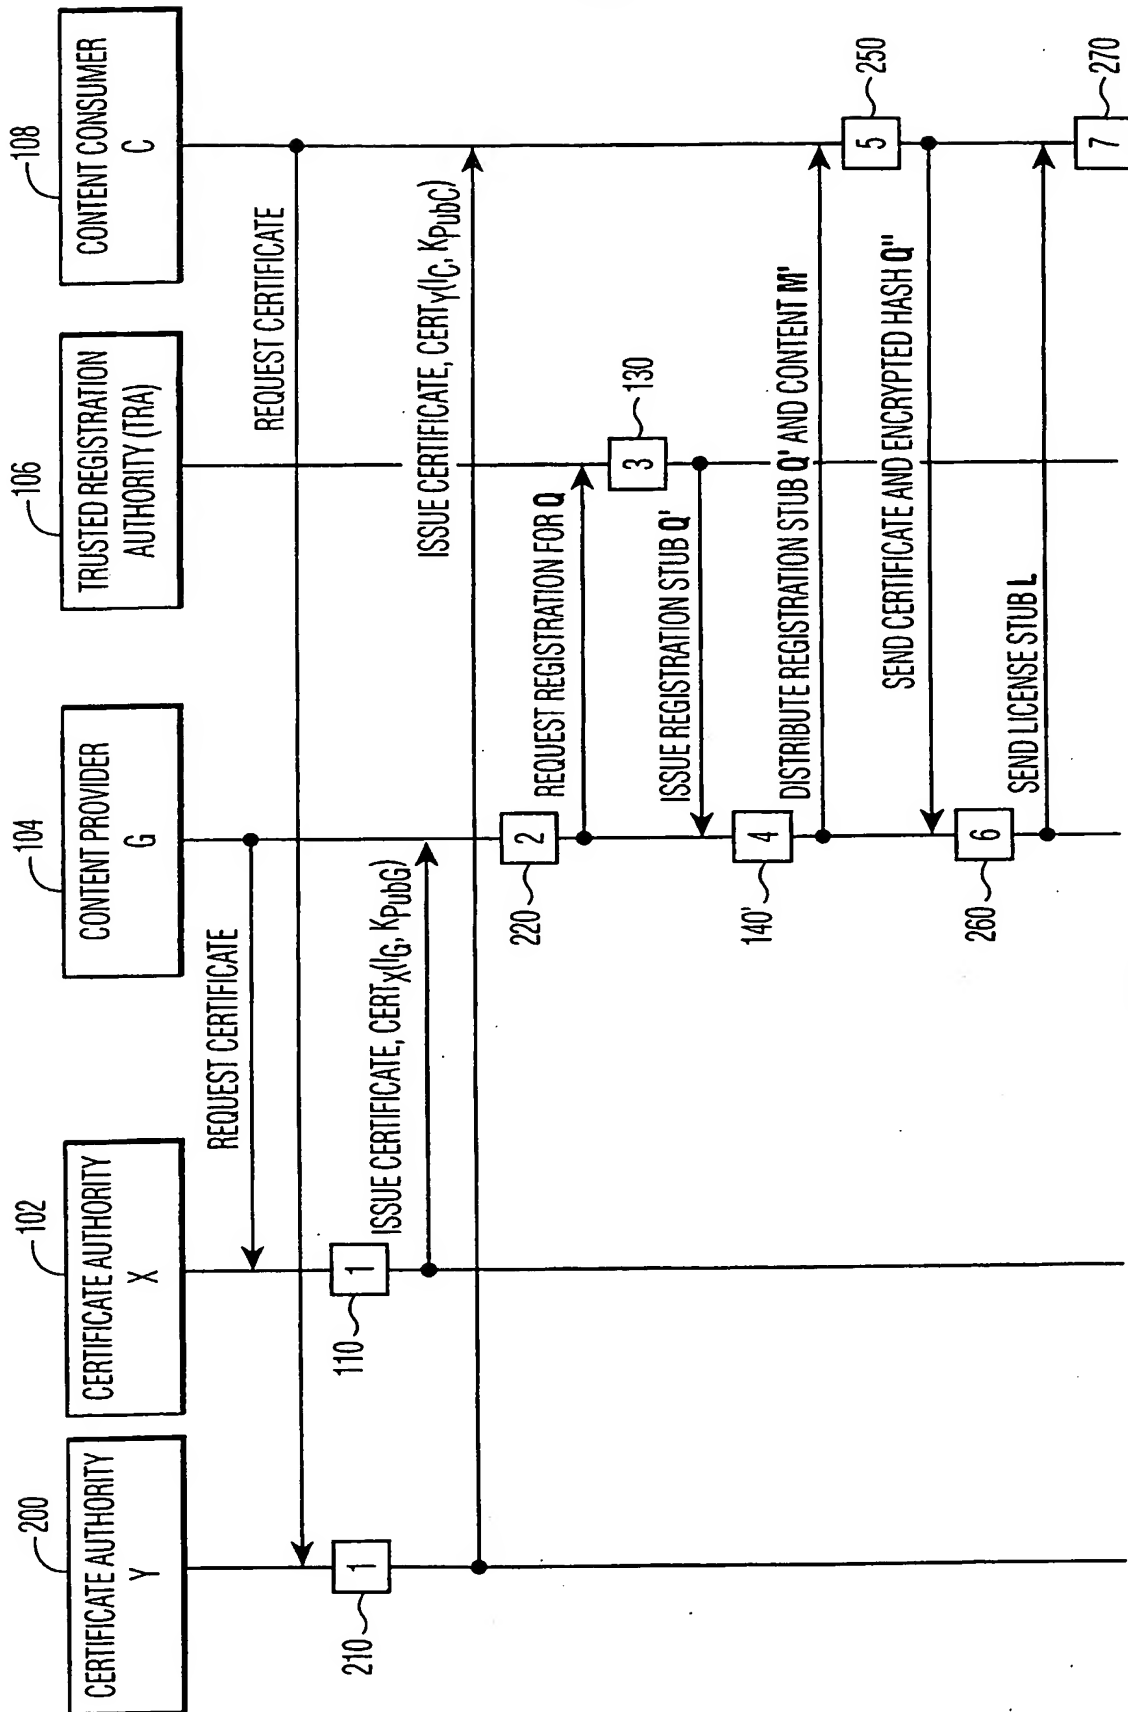 200
CERTIFICATE AUTHORITY
Y
102
CERTIFICATE AUTHORITY
X
104
CONTENT PROVIDER
G
106
TRUSTED REGISTRATION
AUTHORITY (TRA)
108
CONTENT CONSUMER
C
REQUEST CERTIFICATE
REQUEST CERTIFICATE
1
210
1
110
ISSUE CERTIFICATE, CERTX(IG, KPubG)
ISSUE CERTIFICATE, CERTY(IC, KPubC)
2
220
REQUEST REGISTRATION FOR Q
3
130
ISSUE REGISTRATION STUB Q'
4
140'
DISTRIBUTE REGISTRATION STUB Q' AND CONTENT M'
5
250
SEND CERTIFICATE AND ENCRYPTED HASH Q"
6
260
SEND LICENSE STUB L
7
270